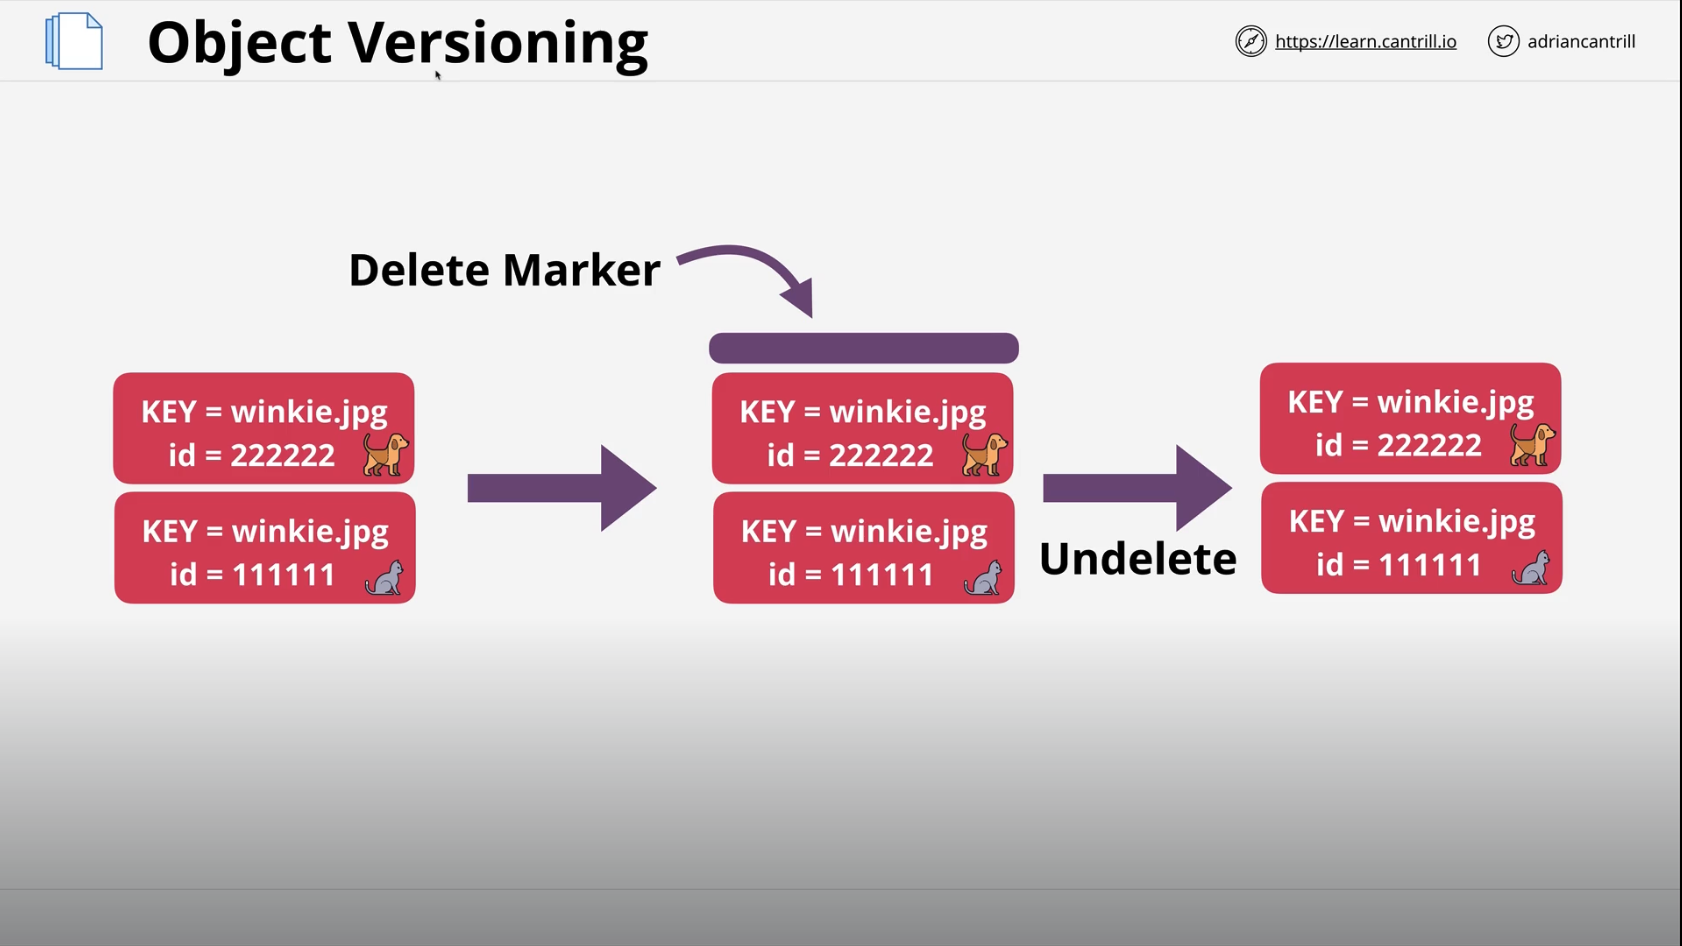 Object Versioning
https://learn.cantrill.io
adriancantrill
Delete Marker
KEY = winkie.jpg
id = 222222
KEY = winkie.jpg
id = 111111
KEY = winkie.jpg
id = 222222
KEY = winkie.jpg
id = 111111
Undelete
KEY = winkie.jpg
id = 222222
KEY = winkie.jpg
id = 111111